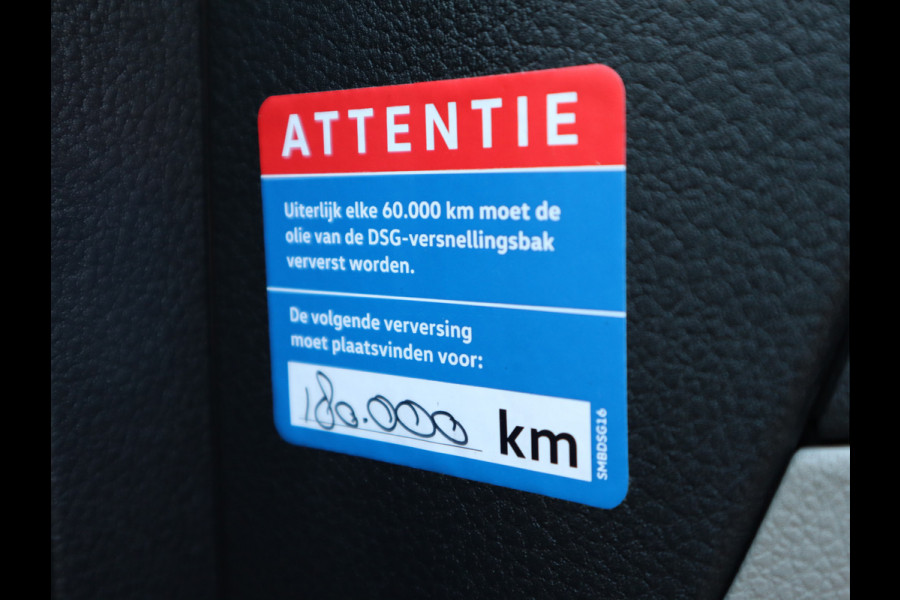 ATTENTIE
Uiterlijk elke 60.000 km moet de
olie van de DSG-versnellingsbak
ververst worden.
De volgende verversing
moet plaatsvinden voor:
180.000 km
SMBDSG16